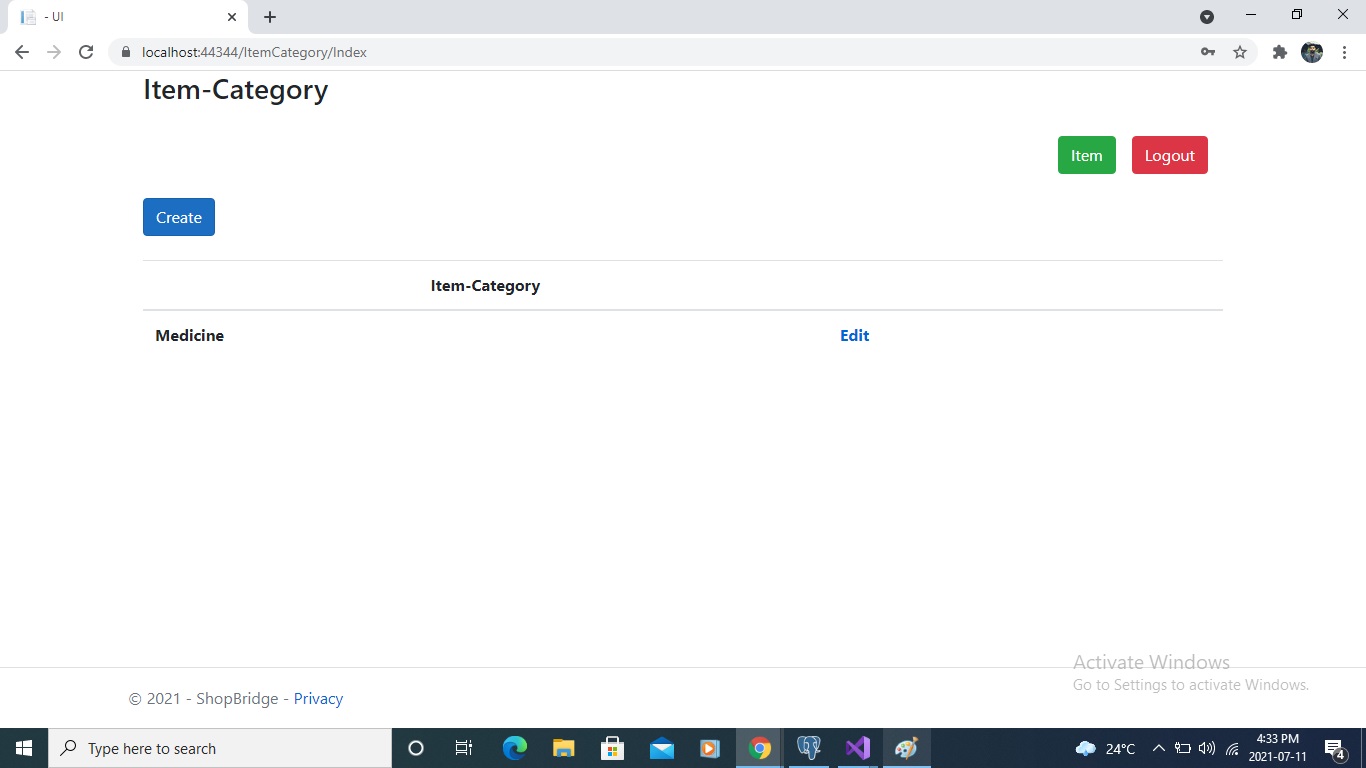 - UI
localhost:44344/ItemCategory/Index
Item-Category
Item Logout
Create
Item-Category
Medicine Edit
Activate Windows
Go to Settings to activate Windows.
© 2021 - ShopBridge - Privacy
Type here to search
24°C
4:33 PM
2021-07-11
4